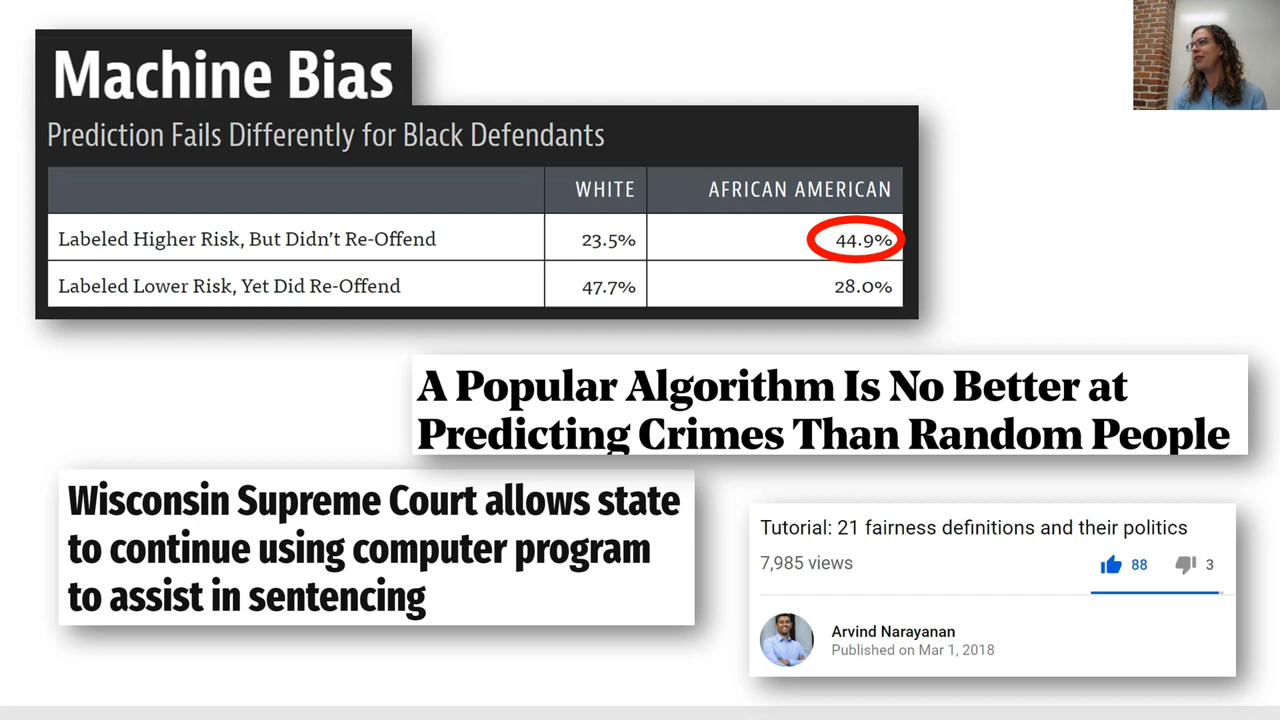 Machine Bias
Prediction Fails Differently for Black Defendants
WHITE AFRICAN AMERICAN
Labeled Higher Risk, But Didn't Re-Offend 23.5% 44.9%
Labeled Lower Risk, Yet Did Re-Offend 47.7% 28.0%
A Popular Algorithm Is No Better at
Predicting Crimes Than Random People
Wisconsin Supreme Court allows state
to continue using computer program
to assist in sentencing
Tutorial: 21 fairness definitions and their politics
7,985 views 88 3
Arvind Narayanan
Published on Mar 1, 2018